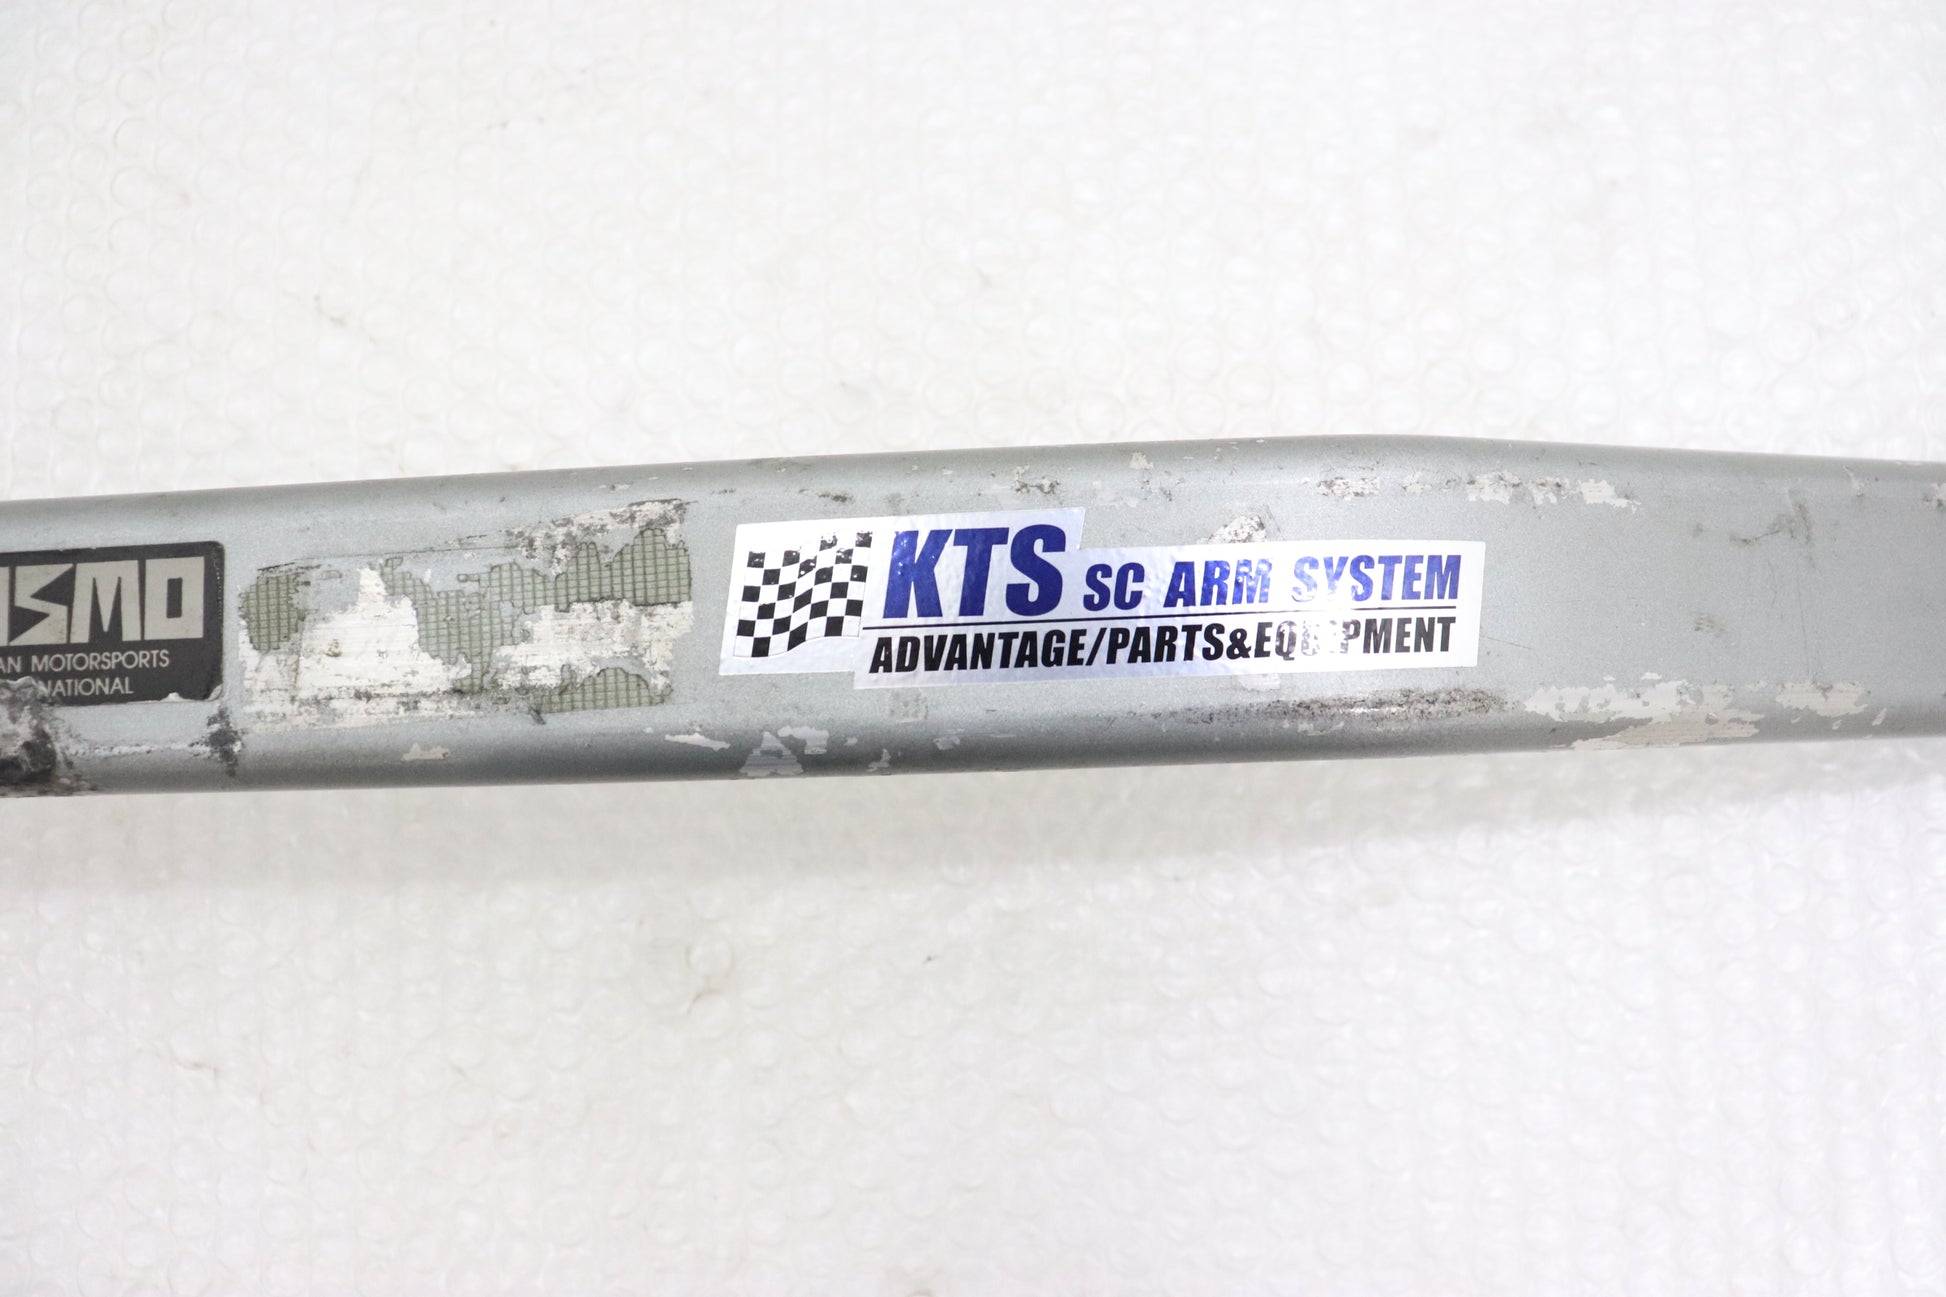 ISMO
AN MOTORSPORTS
NATIONAL
KTS SC ARM SYSTEM
ADVANTAGE/PARTS&EQUIPMENT